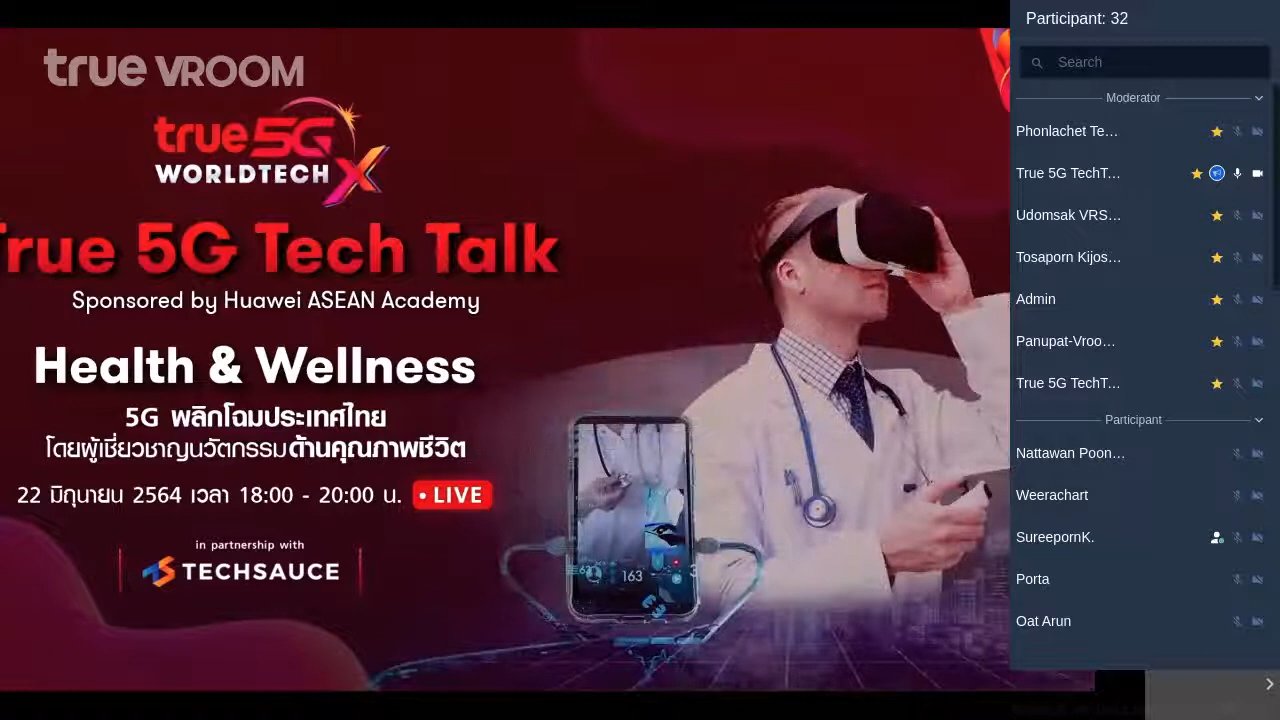 true VROOM
true 5G
WORLDTECH X
True 5G Tech Talk
Sponsored by Huawei ASEAN Academy
Health & Wellness
5G พลิกโฉมประเทศไทย
โดยผู้เชี่ยวชาญนวัตกรรมด้านคุณภาพชีวิต
22 มิถุนายน 2564 เวลา 18:00 - 20:00 น. • LIVE
in partnership with
TECHSAUCE
163
Participant: 32
Search
Moderator
Phonlachet Te...
True 5G TechT...
Udomsak VRS...
Tosaporn Kijos...
Admin
Panupat-Vroo...
True 5G TechT...
Participant
Nattawan Poon...
Weerachart
SureepornK.
Porta
Oat Arun